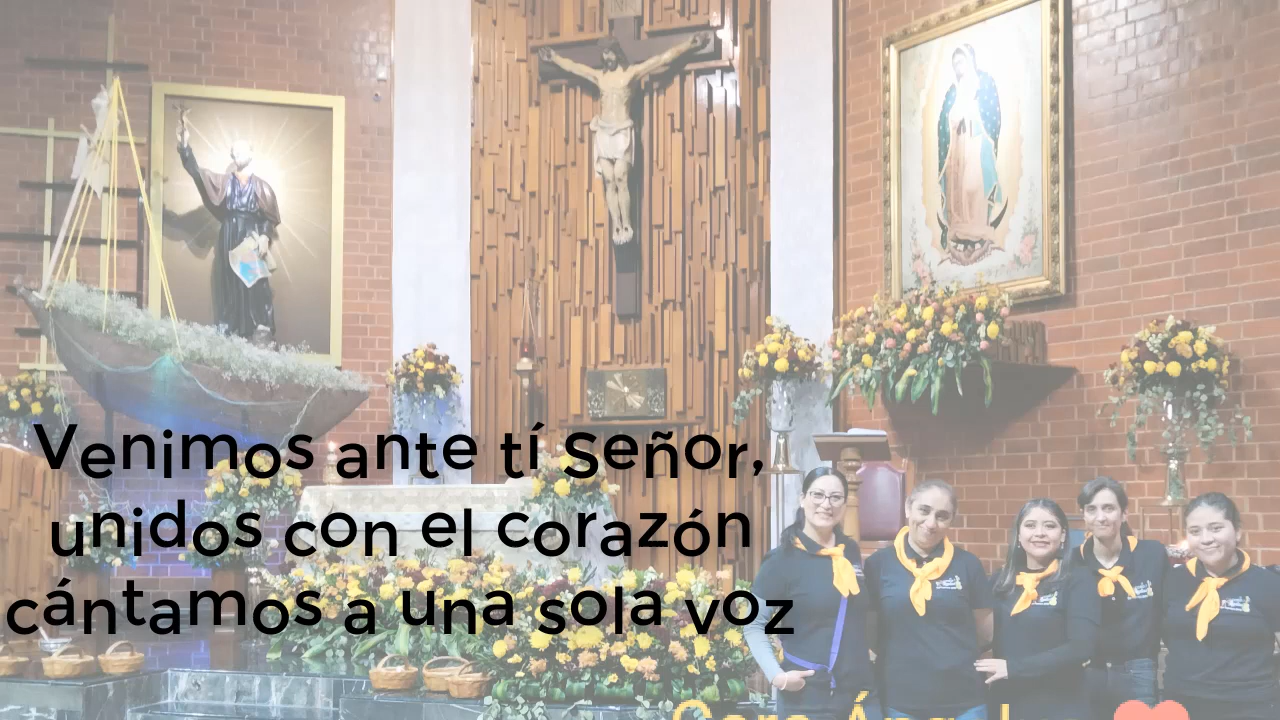 Venimos ante tí Señor,
unidos con el corazón
cántamos a una sola voz